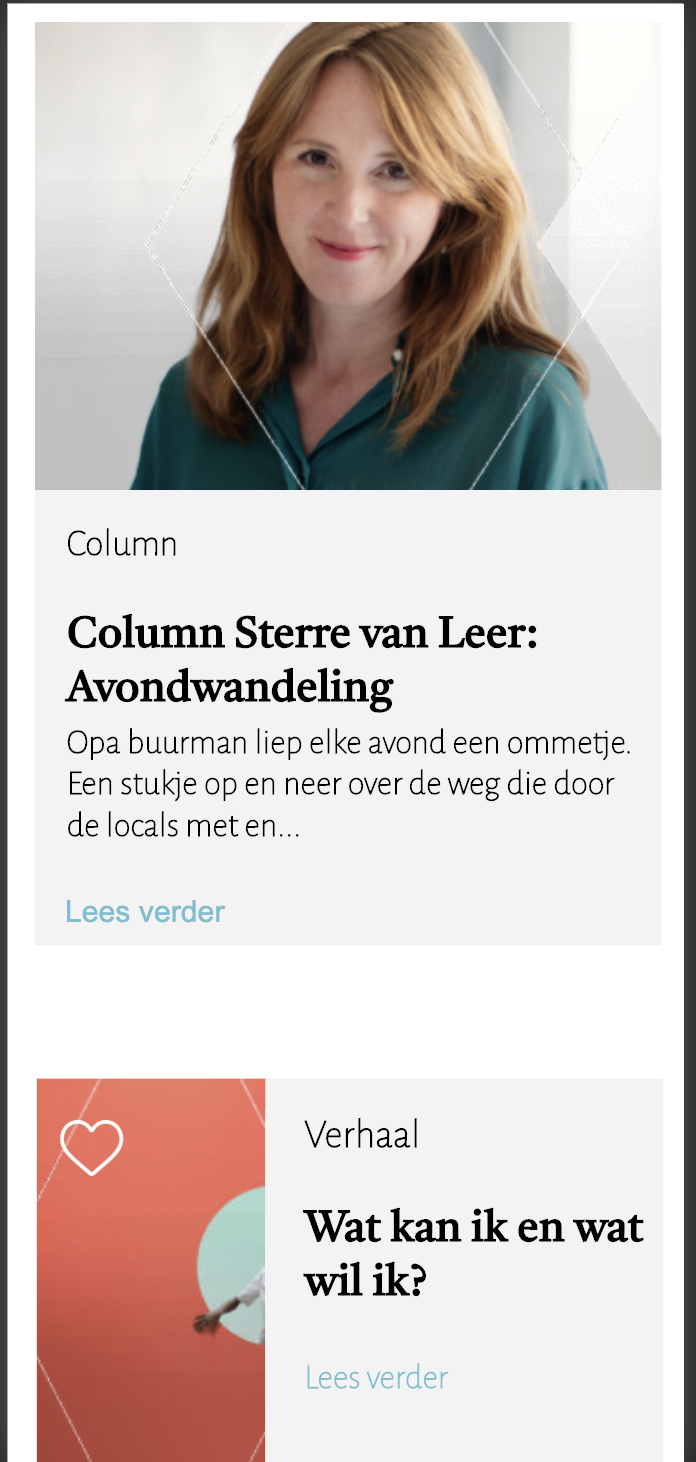 Column
Column Sterre van Leer:
Avondwandeling
Opa buurman liep elke avond een ommetje.
Een stukje op en neer over de weg die door
de locals met en...
Lees verder
Verhaal
Wat kan ik en wat
wil ik?
Lees verder